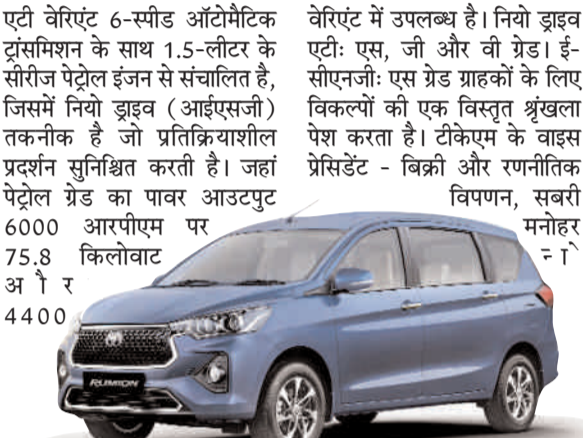 एटी वेरिएंट 6-स्पीड ऑटोमैटिक
ट्रांसमिशन के साथ 1.5-लीटर के
सीरीज पेट्रोल इंजन से संचालित है,
जिसमें नियो ड्राइव (आईएसजी)
तकनीक है जो प्रतिक्रियाशील
प्रदर्शन सुनिश्चित करती है। जहां
पेट्रोल ग्रेड का पावर आउटपुट
6000 आरपीएम पर
75.8 किलोवाट
और
4400
वेरिएंट में उपलब्ध है। नियो ड्राइव
एटीः एस, जी और वी ग्रेड। ई-
सीएनजीः एस ग्रेड ग्राहकों के लिए
विकल्पों की एक विस्तृत श्रृंखला
पेश करता है। टीकेएम के वाइस
प्रेसिडेंट - बिक्री और रणनीतिक
विपणन, सबरी
मनोहर
ने
RUMION